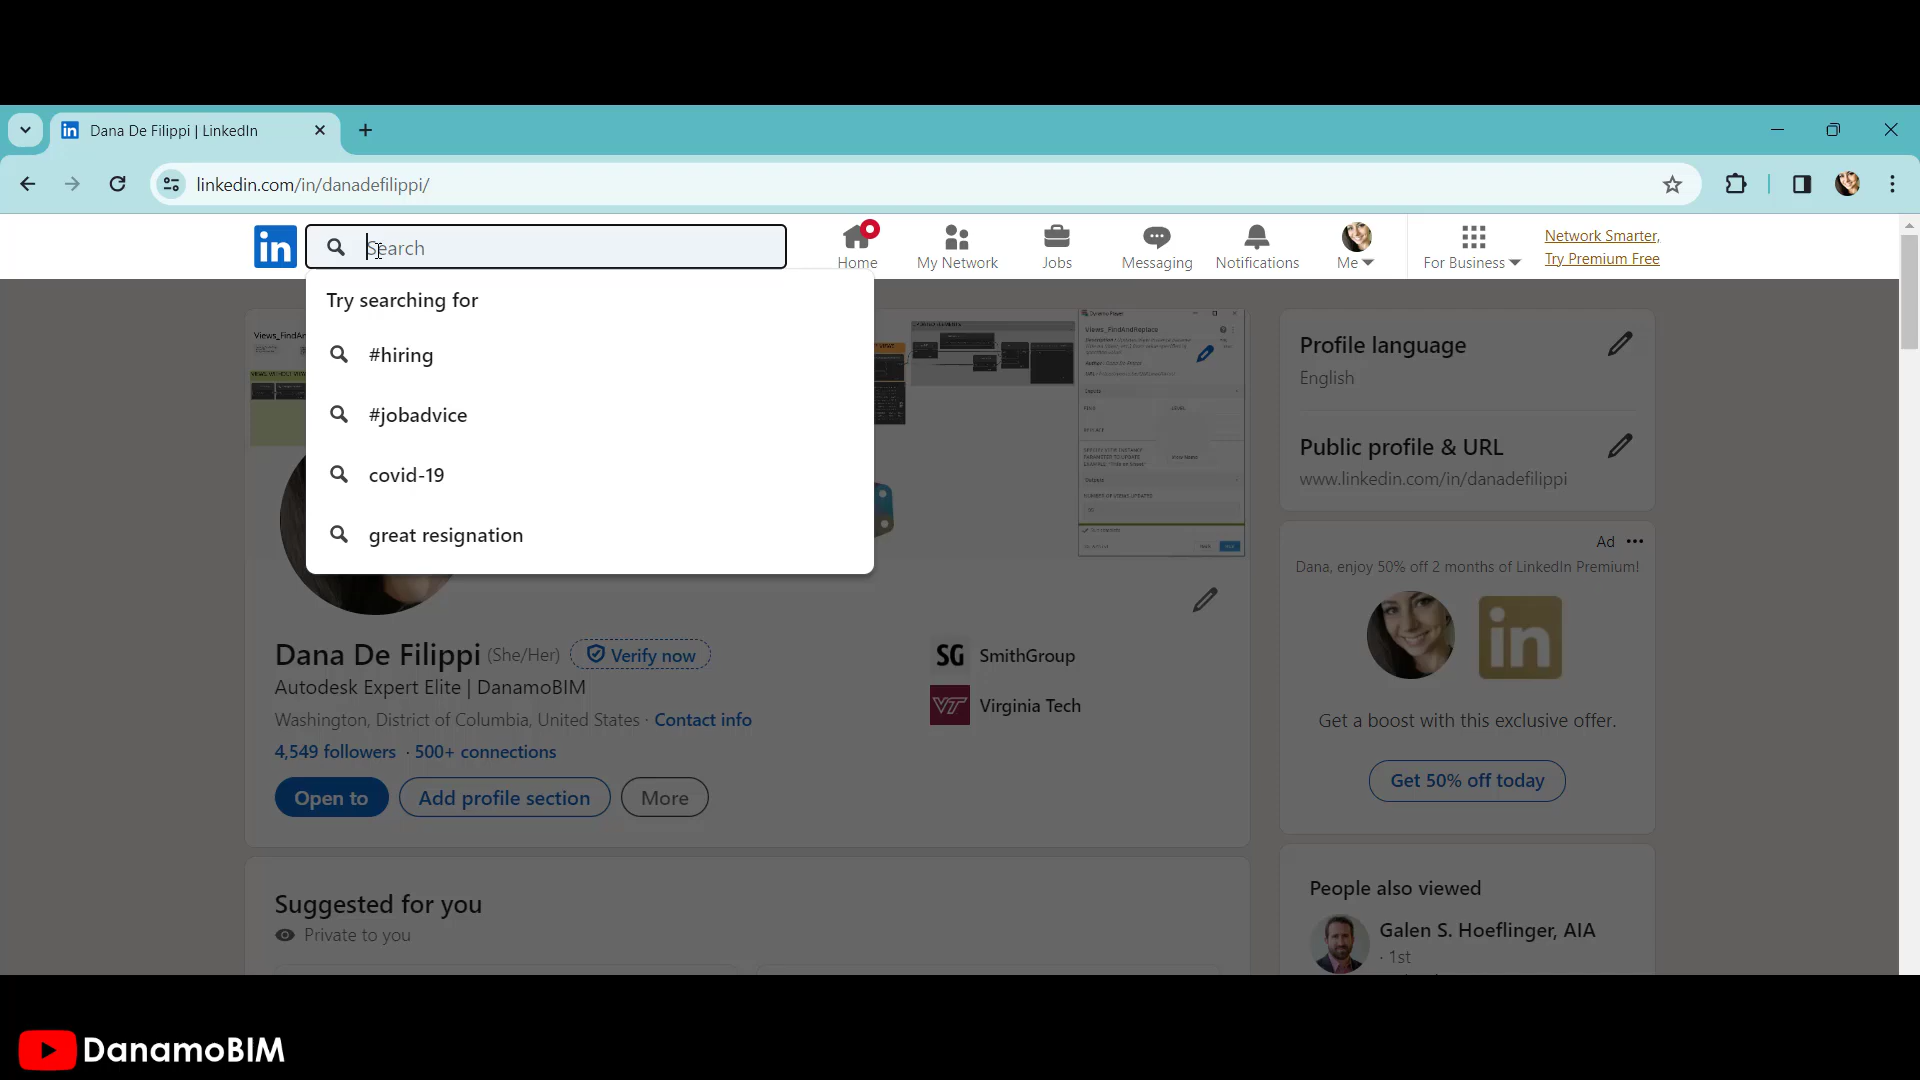 Dana De Filippi | LinkedIn
linkedin.com/in/danadefilippi/
in
Search
Home
My Network
Jobs
Messaging
Notifications
Me
For Business
Network Smarter,
Try Premium Free
Try searching for
#hiring
#jobadvice
covid-19
great resignation
Views_FindAndReplace
Dana De Filippi (She/Her)
Verify now
Autodesk Expert Elite | DanamoBIM
Washington, District of Columbia, United States · Contact info
4,549 followers · 500+ connections
Open to
Add profile section
More
SG SmithGroup
VT Virginia Tech
Suggested for you
Private to you
Profile language
English
Public profile & URL
www.linkedin.com/in/danadefilippi
Ad
Dana, enjoy 50% off 2 months of LinkedIn Premium!
in
Get a boost with this exclusive offer.
Get 50% off today
People also viewed
Galen S. Hoeflinger, AIA
· 1st
DanamoBIM